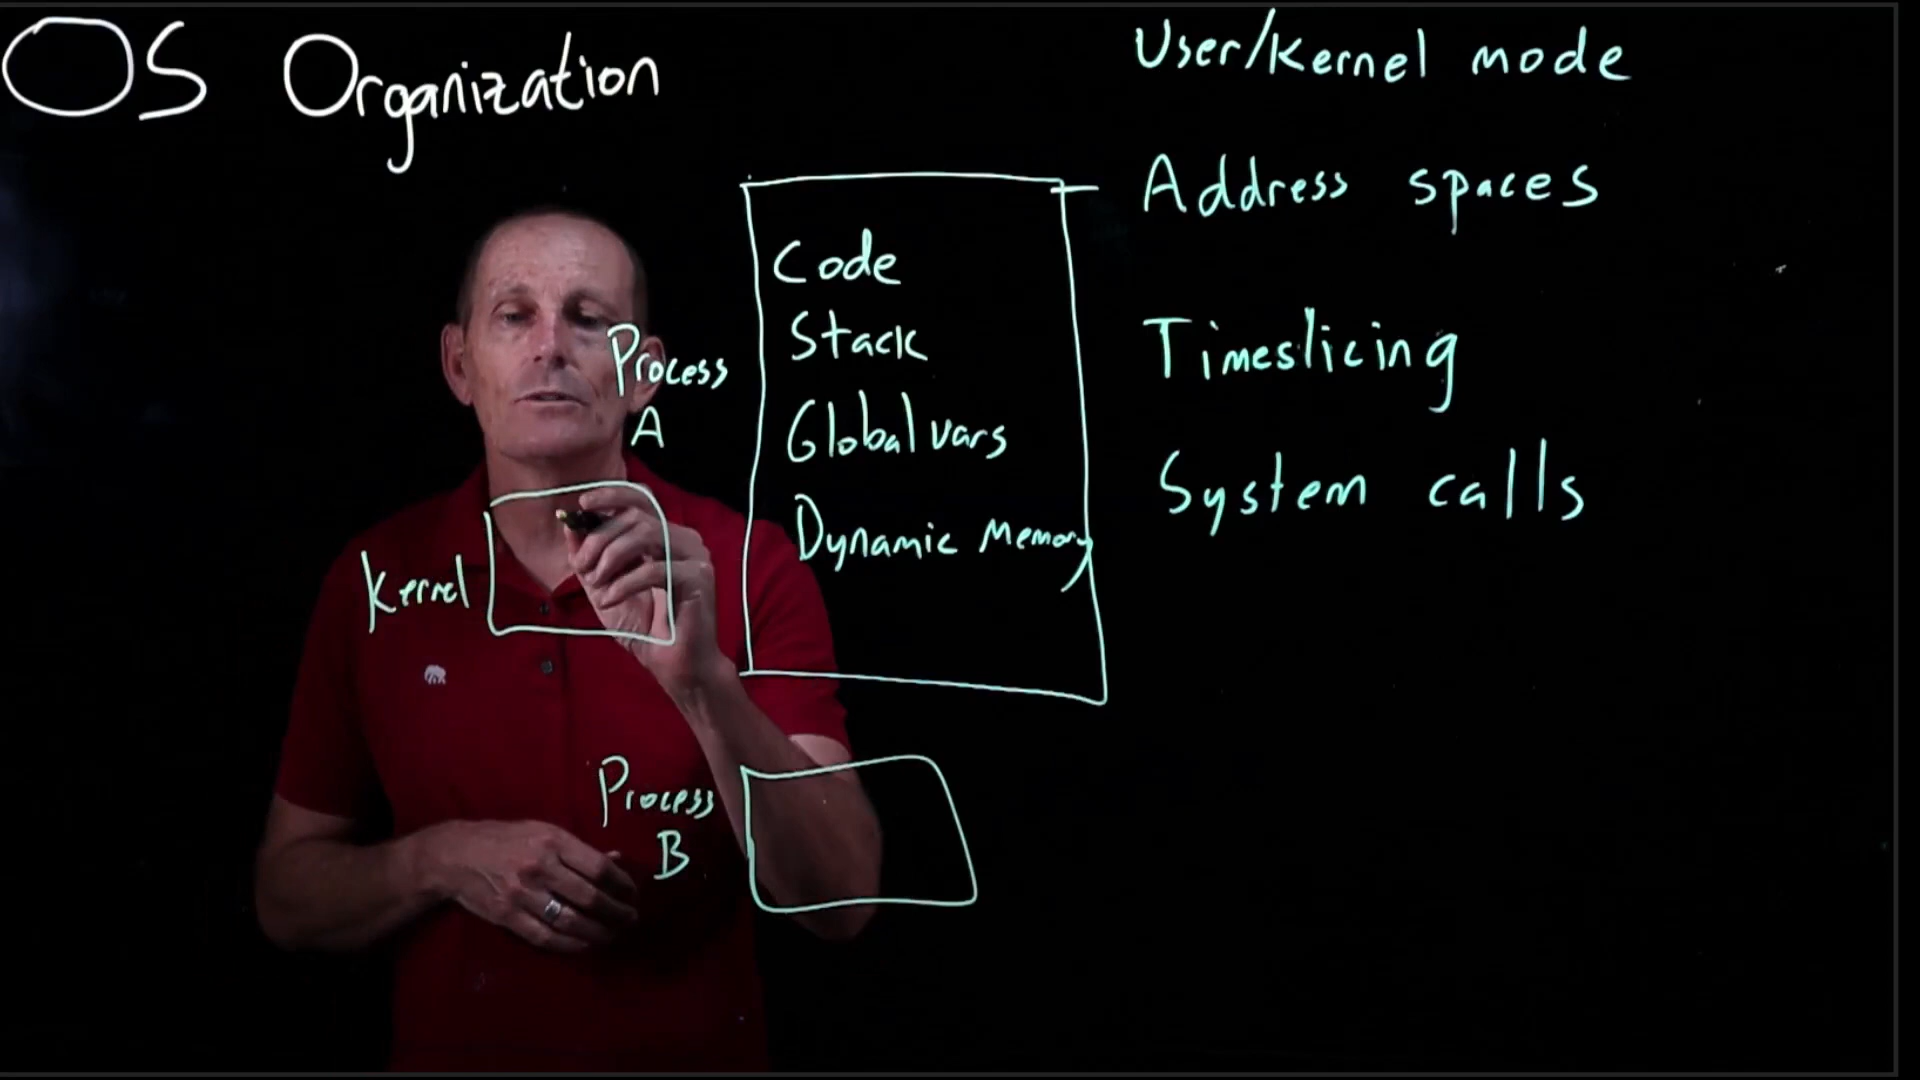 OS Organization
User/Kernel mode
Address spaces
Timeslicing
System calls
Process
A
Code
Stack
Global vars
Dynamic Memory
Kernel
Process
B